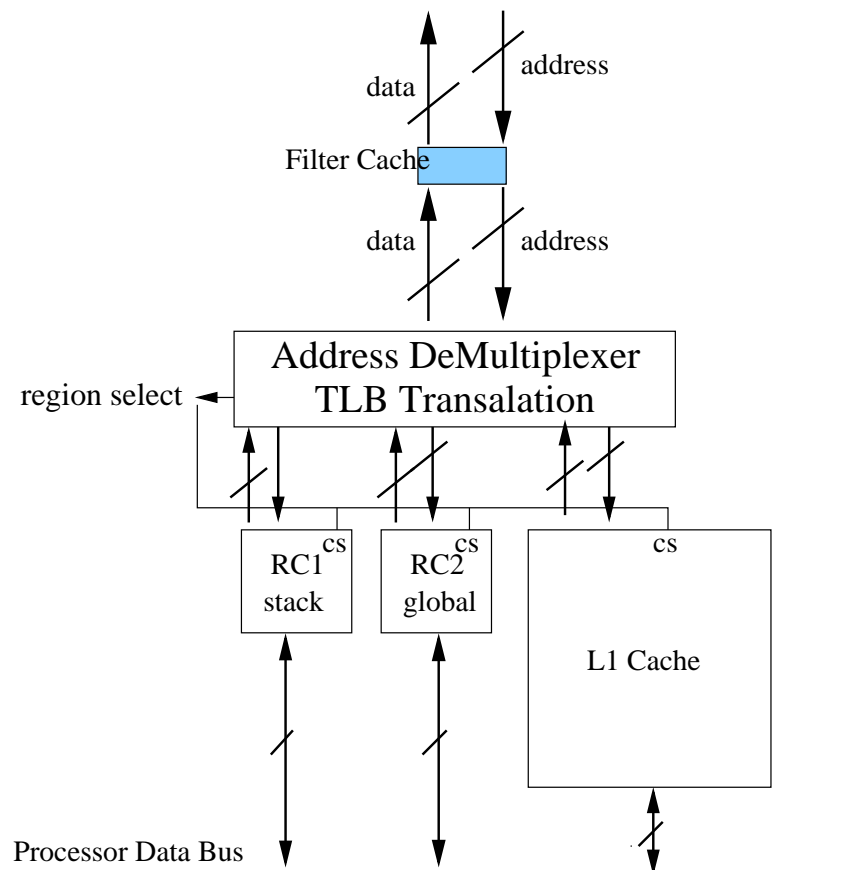 data
address
Filter Cache
data
address
Address DeMultiplexer
TLB Transalation
region select
cs
cs
cs
RC1
stack
RC2
global
L1 Cache
Processor Data Bus